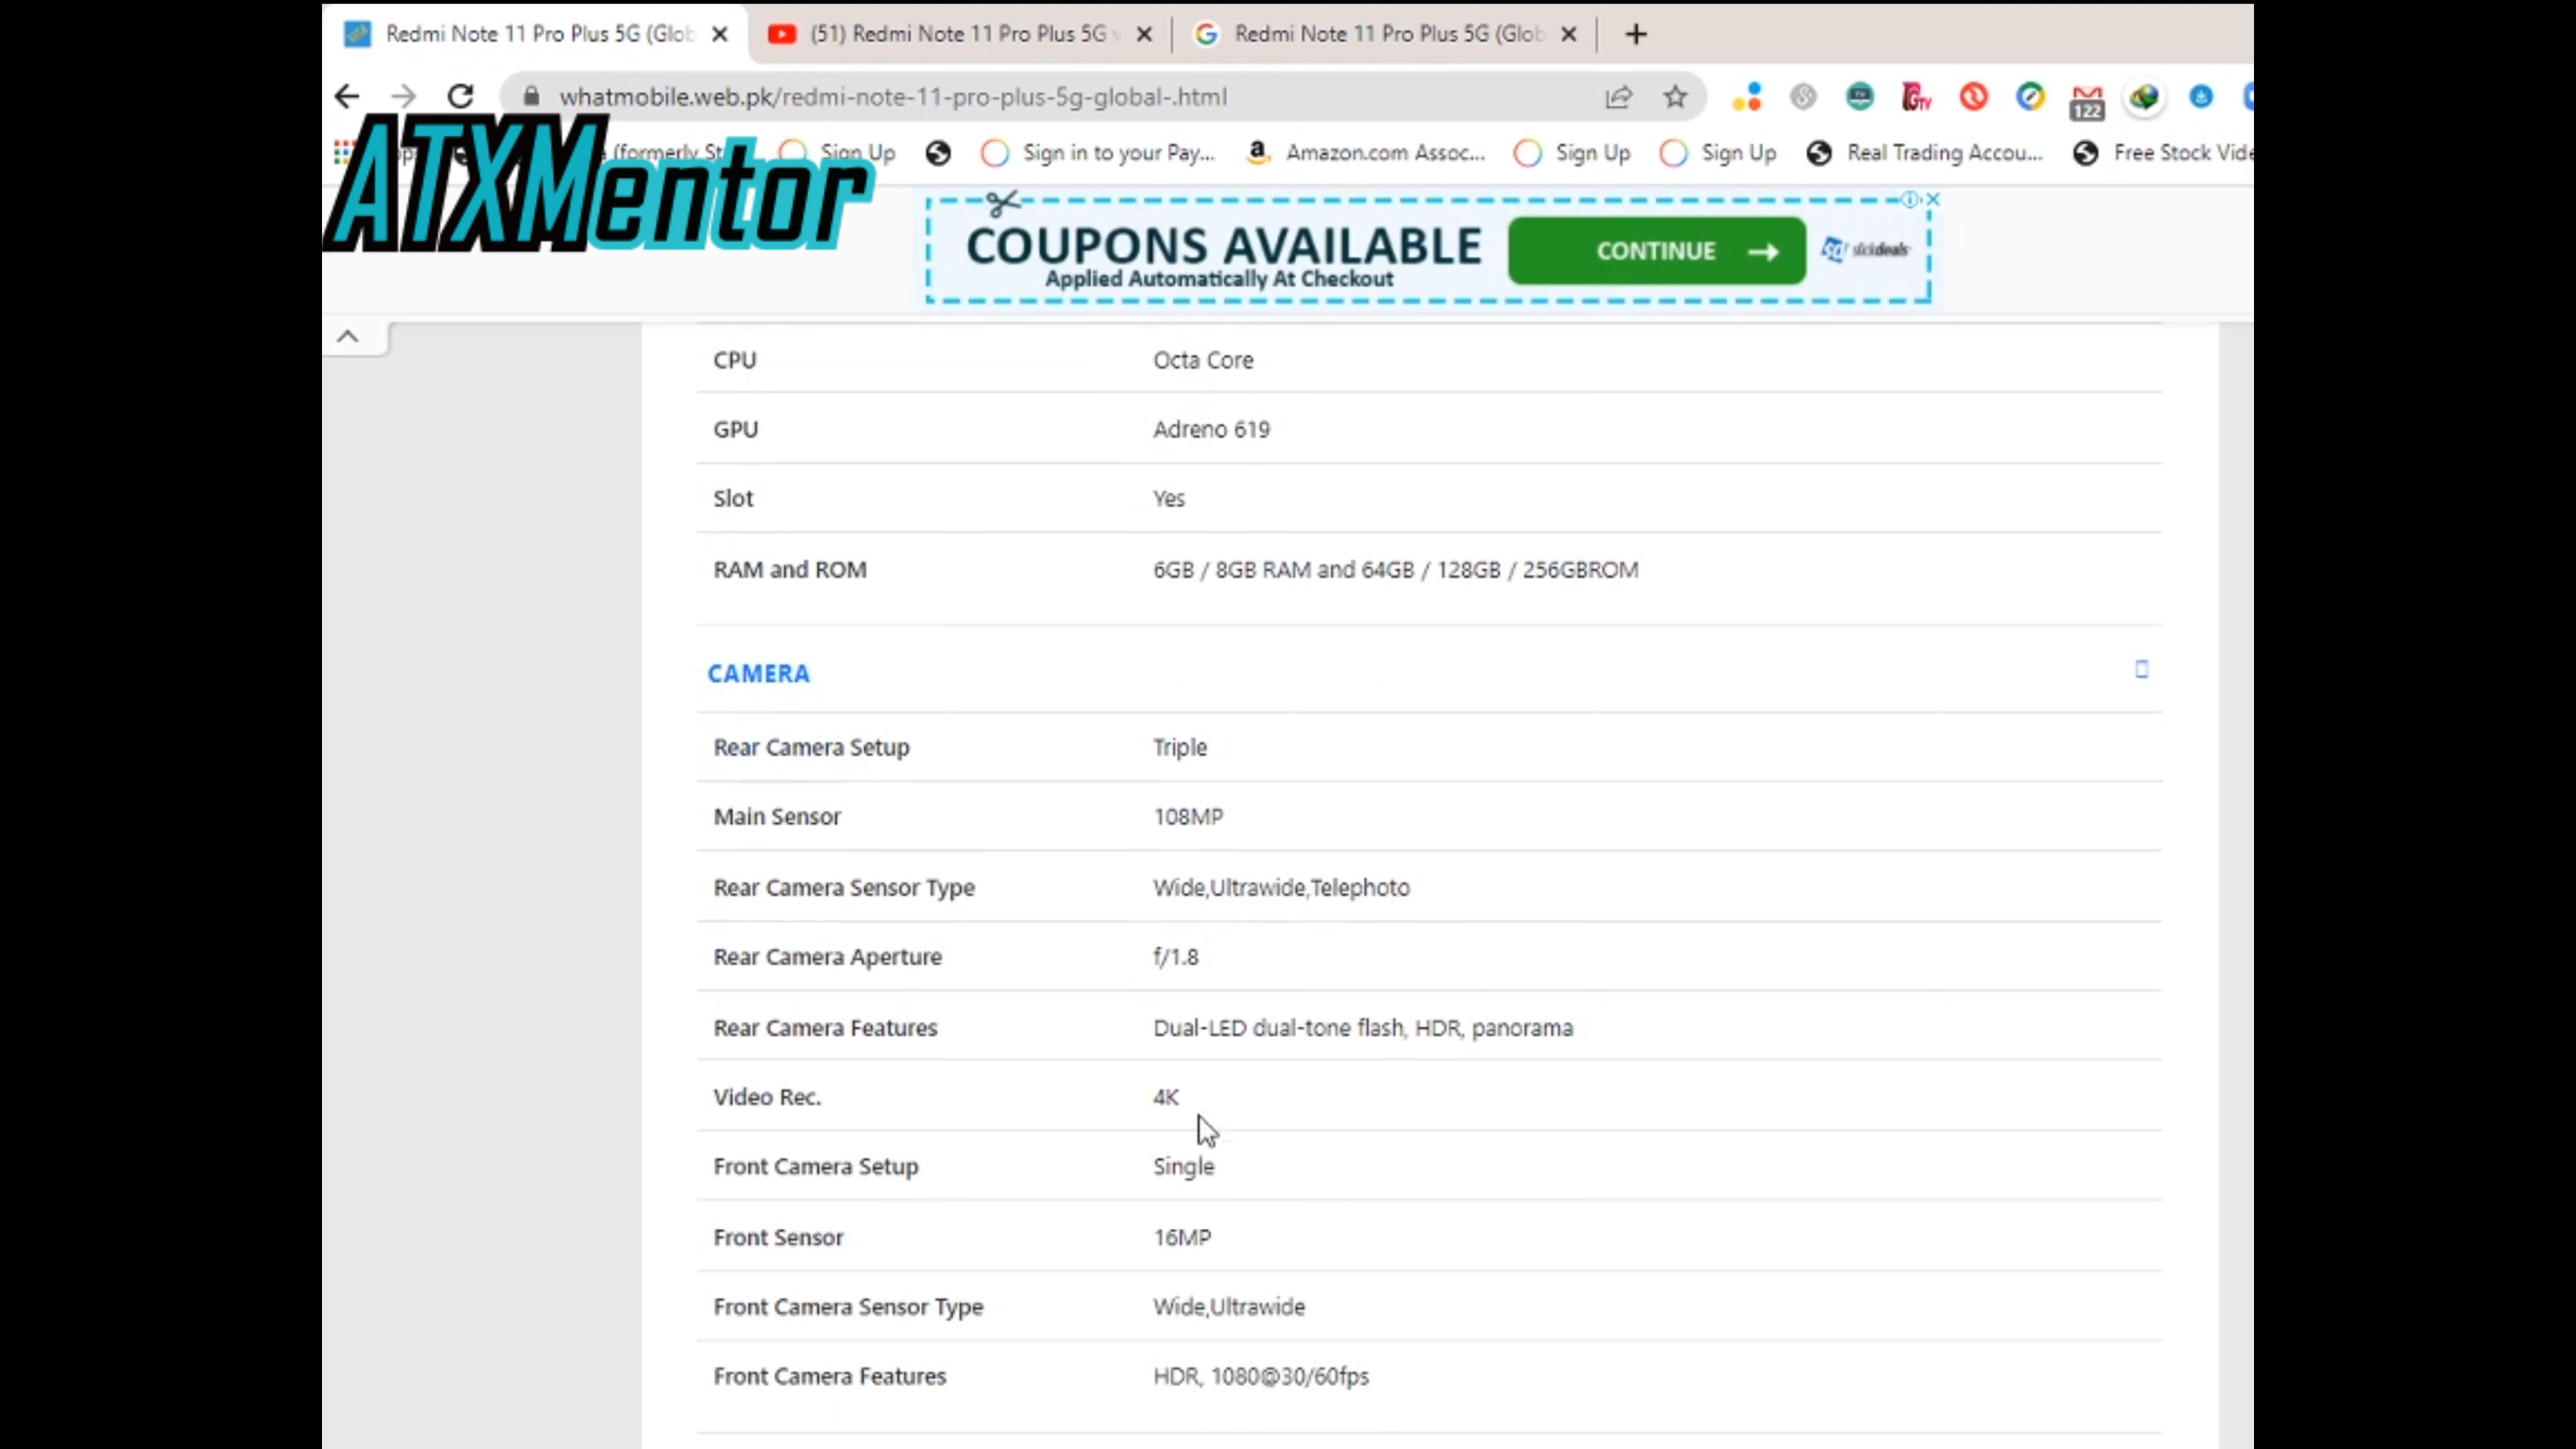 Redmi Note 11 Pro Plus 5G (Glob
(51) Redmi Note 11 Pro Plus 5G
Redmi Note 11 Pro Plus 5G (Glob
whatmobile.web.pk/redmi-note-11-pro-plus-5g-global-.html
122
ATXMentor
(formerly St
Sign Up
Sign in to your Pay...
Amazon.com Assoc...
Sign Up
Sign Up
Real Trading Accou...
Free Stock Vide
COUPONS AVAILABLE
Applied Automatically At Checkout
CONTINUE
slickdeals
CPU Octa Core
GPU Adreno 619
Slot Yes
RAM and ROM 6GB / 8GB RAM and 64GB / 128GB / 256GBROM
CAMERA
Rear Camera Setup Triple
Main Sensor 108MP
Rear Camera Sensor Type Wide,Ultrawide,Telephoto
Rear Camera Aperture f/1.8
Rear Camera Features Dual-LED dual-tone flash, HDR, panorama
Video Rec. 4K
Front Camera Setup Single
Front Sensor 16MP
Front Camera Sensor Type Wide,Ultrawide
Front Camera Features HDR, 1080@30/60fps